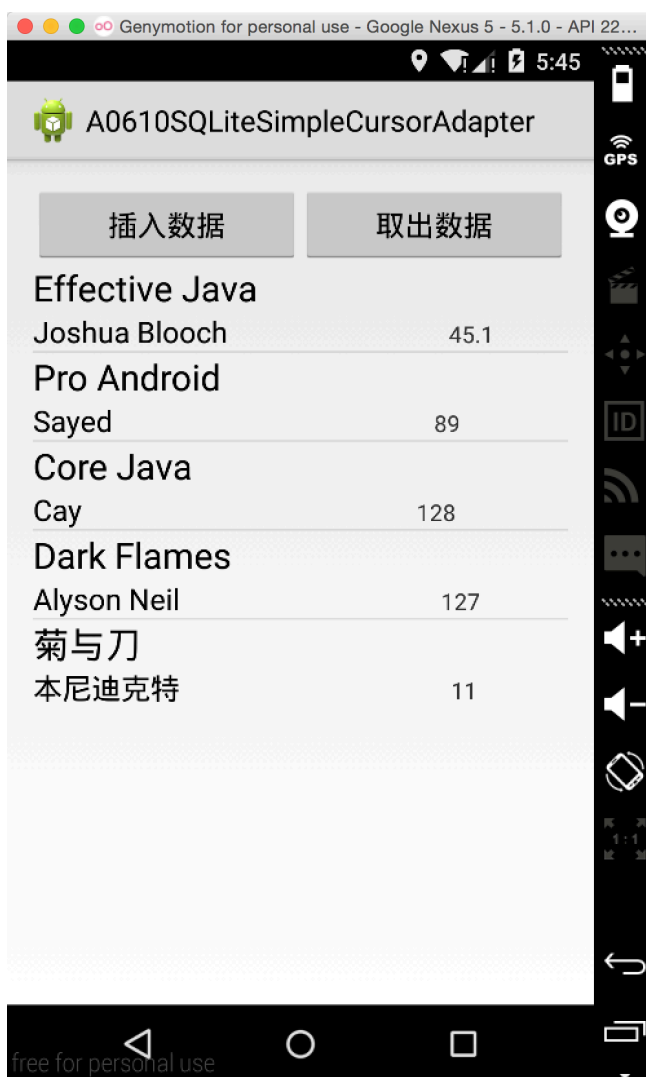 Genymotion for personal use - Google Nexus 5 - 5.1.0 - API 22...
5:45
A0610SQLiteSimpleCursorAdapter
GPS
插入数据 取出数据
Effective Java
Joshua Blooch 45.1
ID
Pro Android
Sayed 89
Core Java
Cay 128
Dark Flames
Alyson Neil 127
菊与刀
本尼迪克特 11
1:1
free for personal use